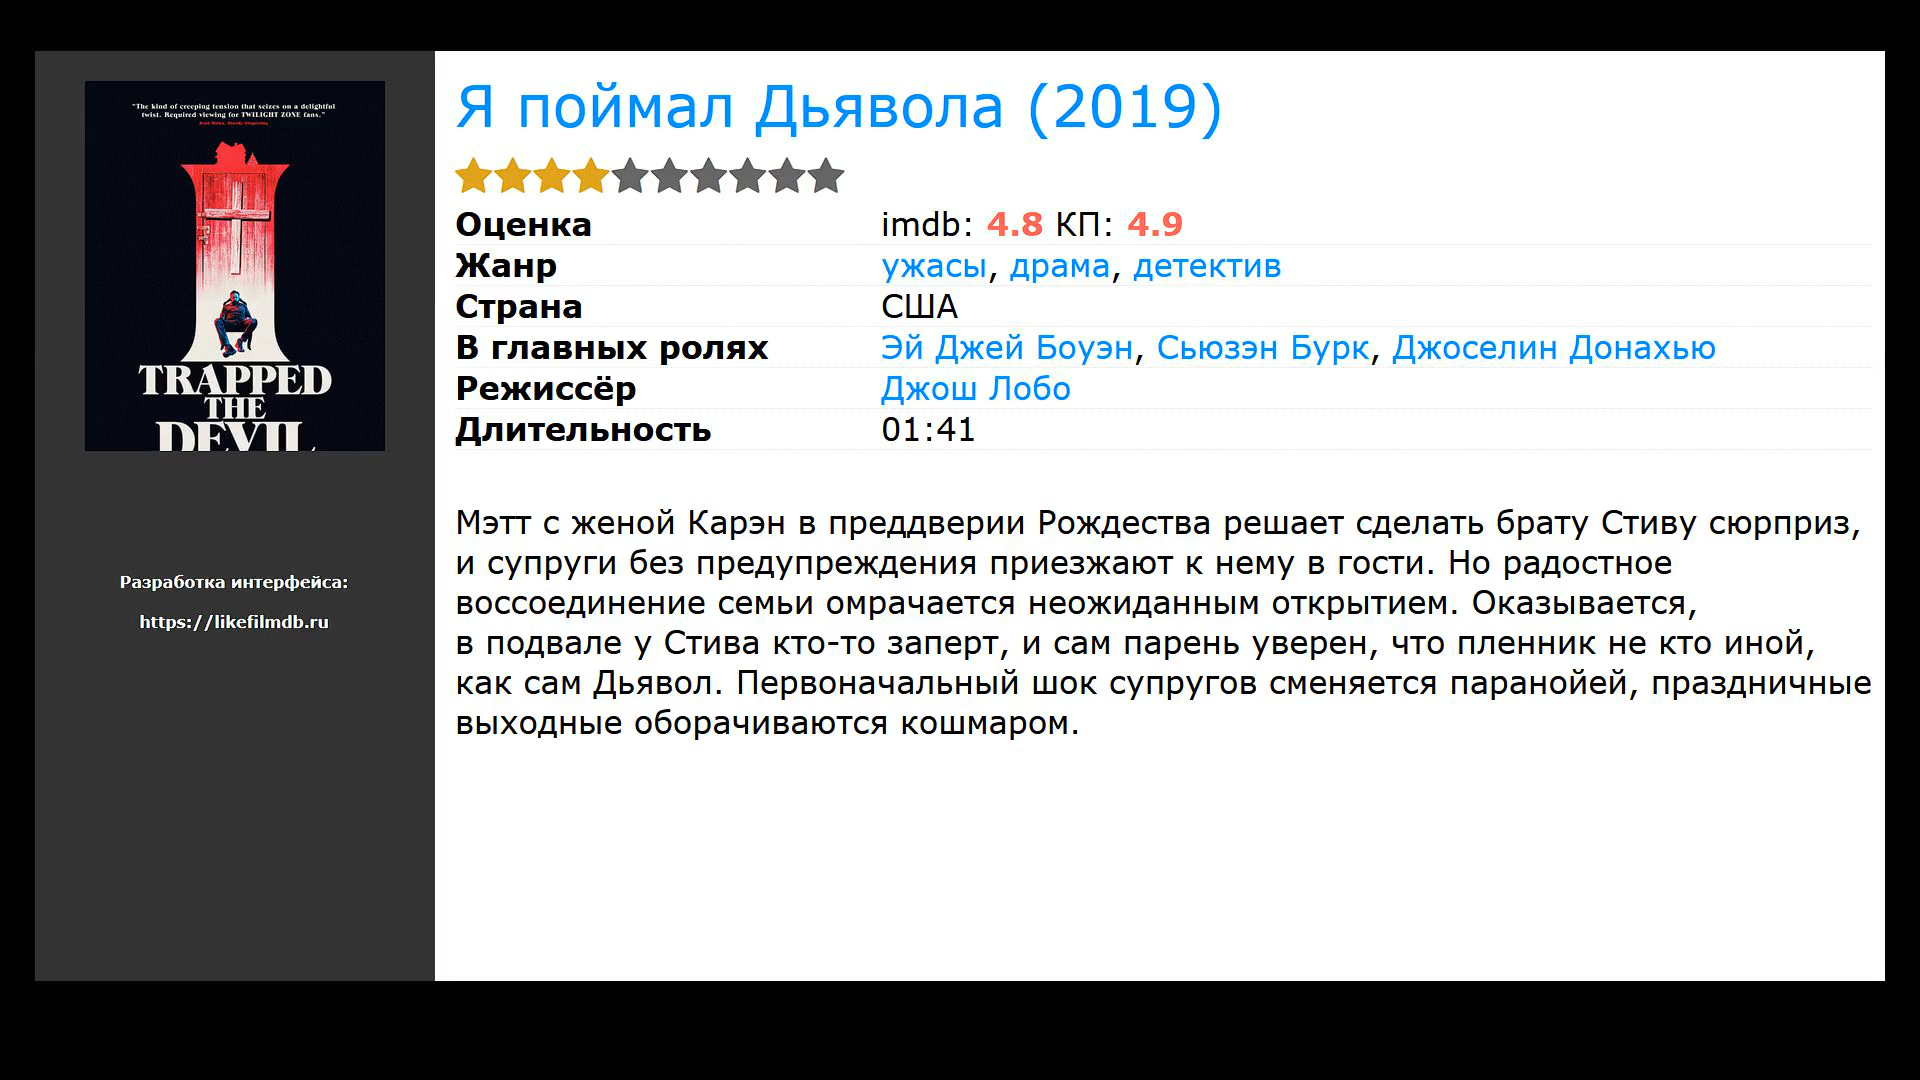 "The kind of creeping tension that seizes on a delightful
twist. Required viewing for TWILIGHT ZONE fans."
TRAPPED
THE
DEVIL
Разработка интерфейса:
https://likefilmdb.ru
Я поймал Дьявола (2019)
Оценка imdb: 4.8 КП: 4.9
Жанр ужасы, драма, детектив
Страна США
В главных ролях Эй Джей Боуэн, Сьюзэн Бурк, Джоселин Донахью
Режиссёр Джош Лобо
Длительность 01:41
Мэтт с женой Карэн в преддверии Рождества решает сделать брату Стиву сюрприз,
и супруги без предупреждения приезжают к нему в гости. Но радостное
воссоединение семьи омрачается неожиданным открытием. Оказывается,
в подвале у Стива кто-то заперт, и сам парень уверен, что пленник не кто иной,
как сам Дьявол. Первоначальный шок супругов сменяется паранойей, праздничные
выходные оборачиваются кошмаром.